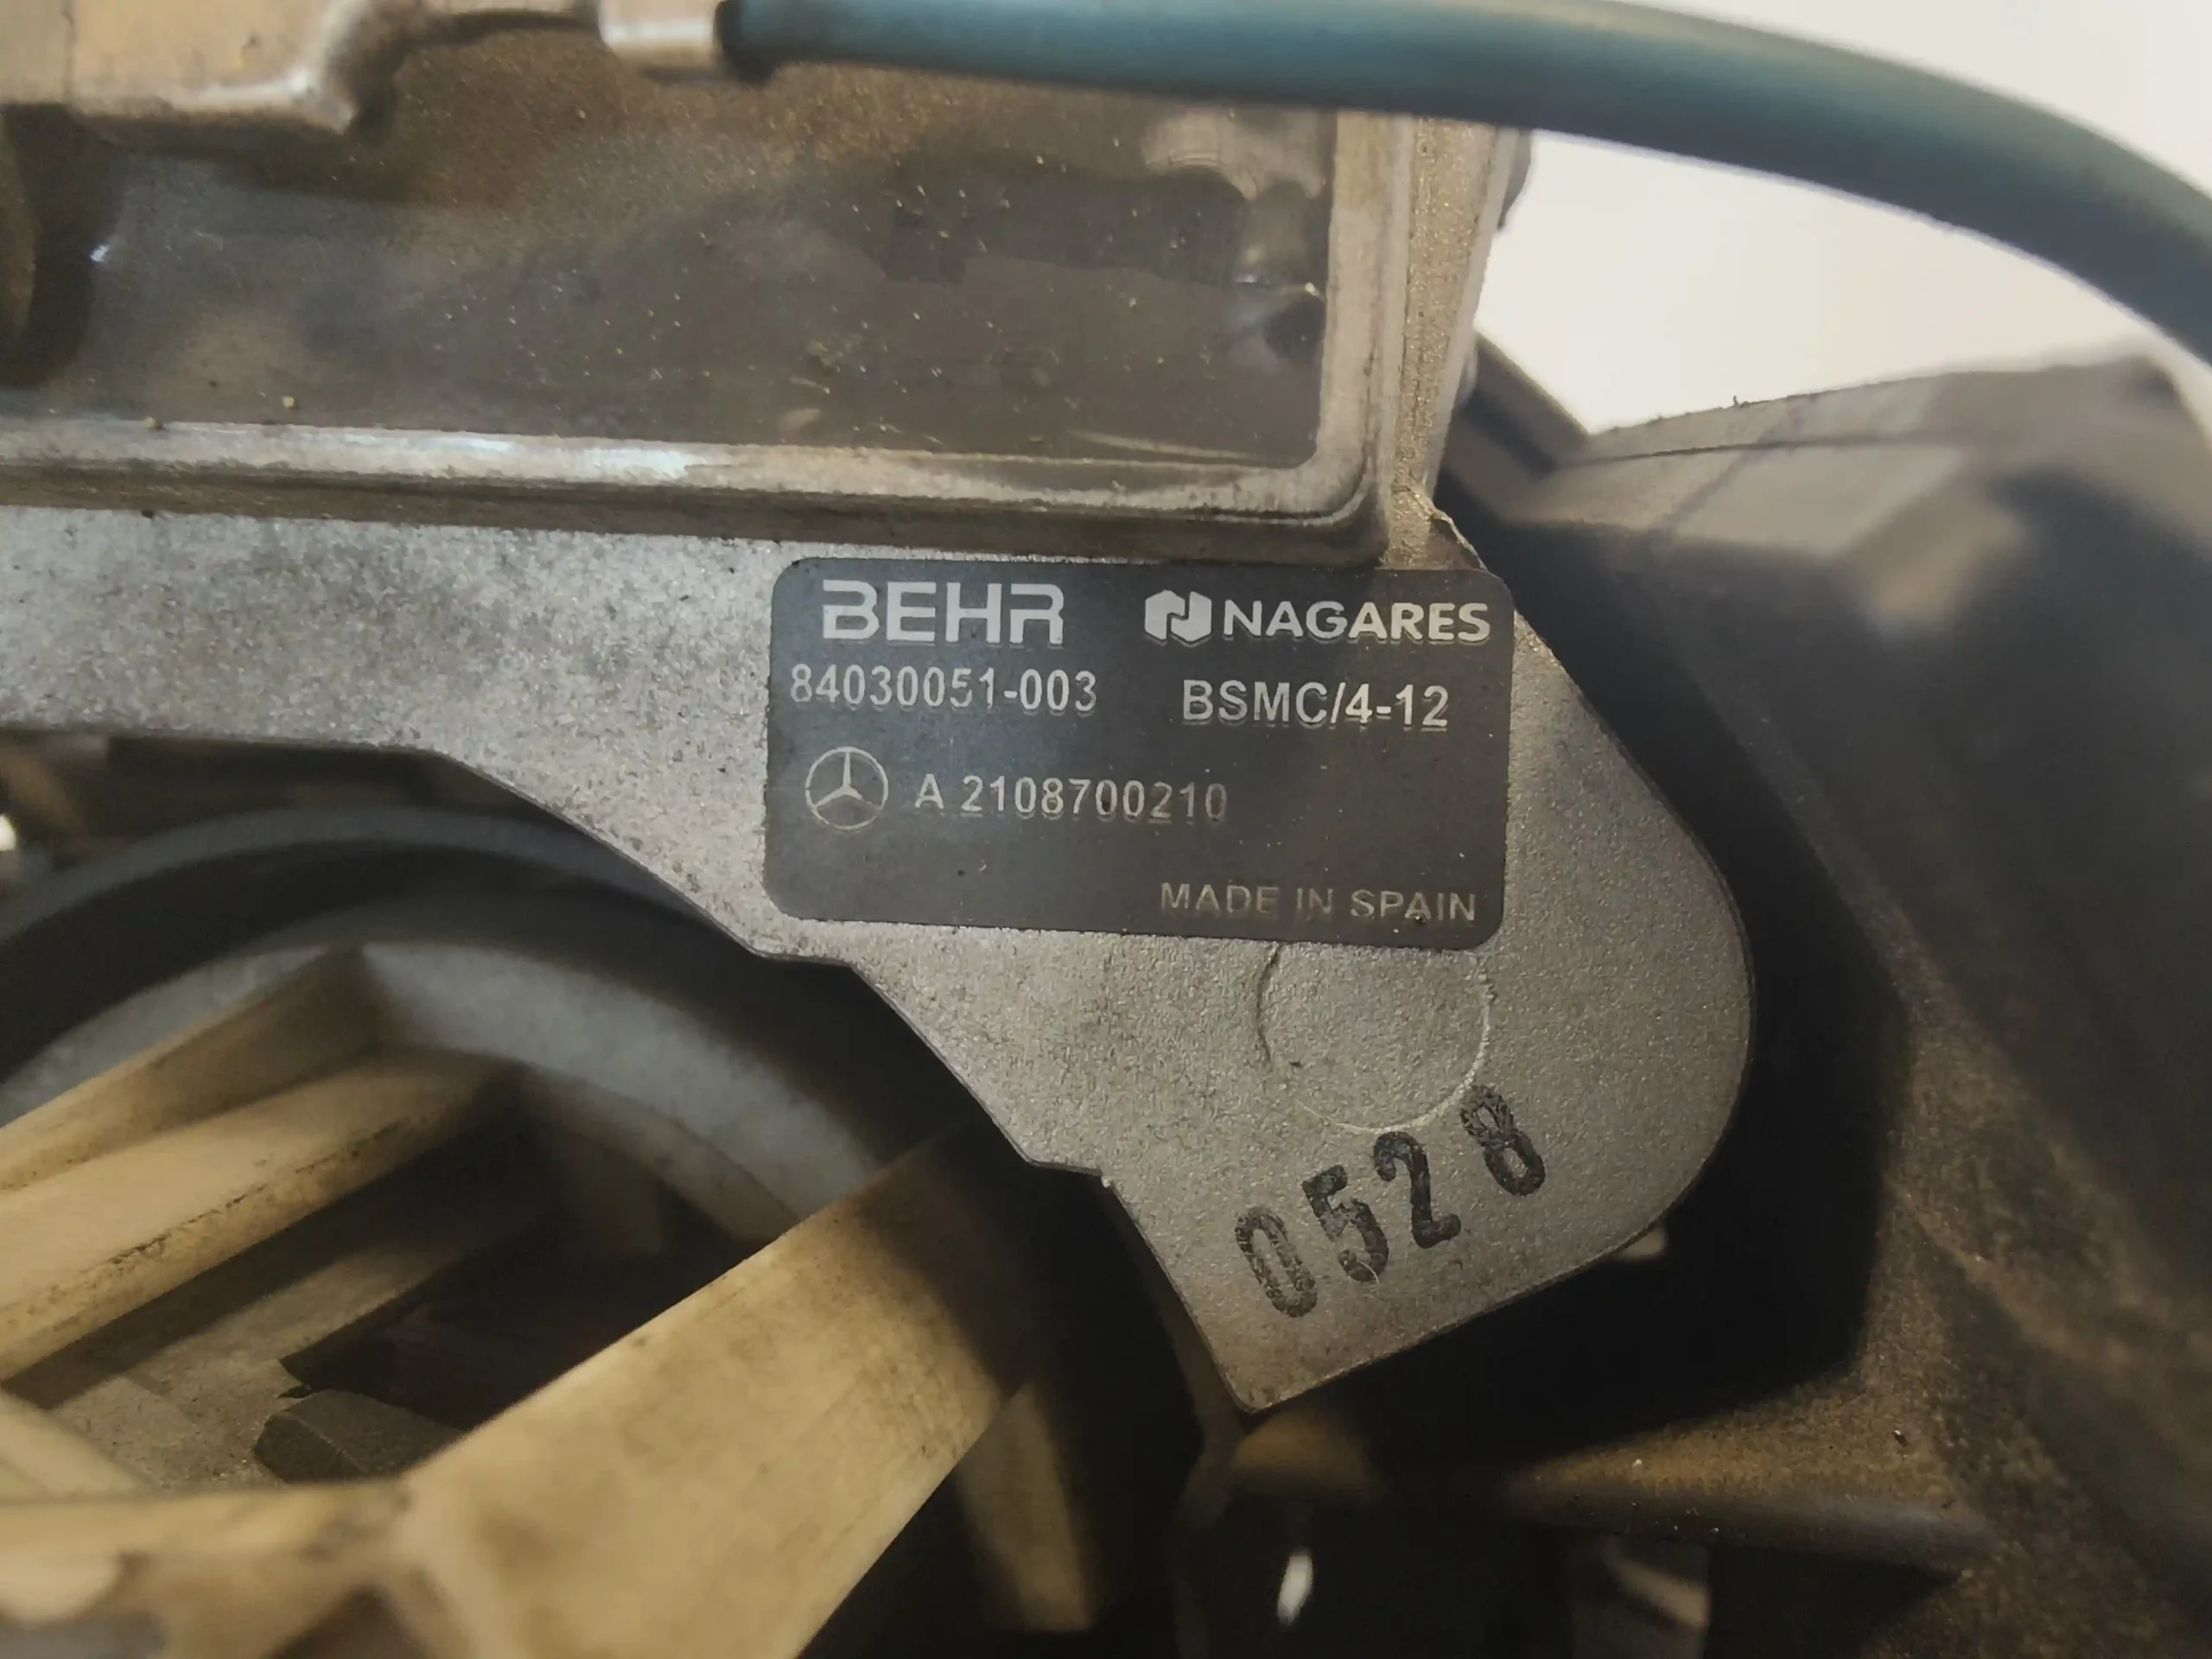 BEHR NAGARES
84030051-003 BSMC/4-12
A 2108700210
MADE IN SPAIN
0528